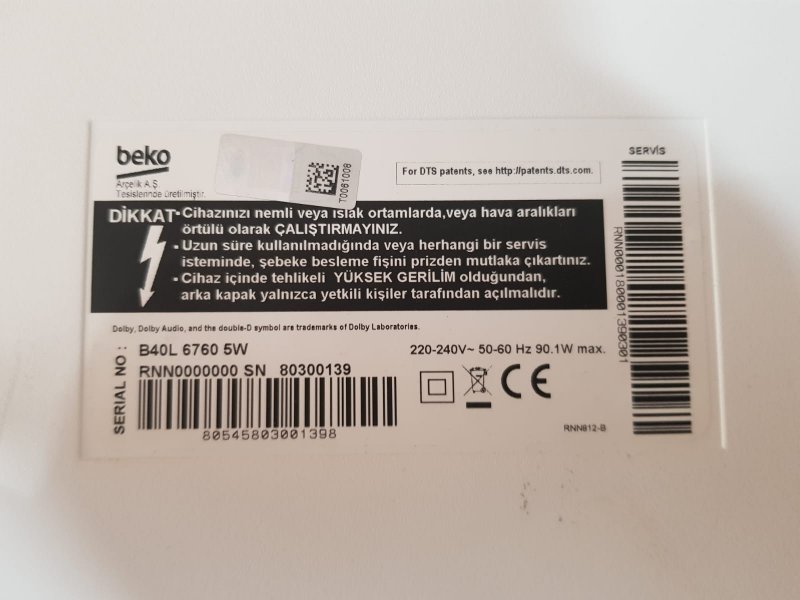 beko
Arçelik A.Ş.
Tesislerinde üretilmiştir.
T0061008
For DTS patents, see http://patents.dts.com.
SERVİS
DİKKAT
• Cihazınızı nemli veya ıslak ortamlarda,veya hava aralıkları
örtülü olarak ÇALIŞTIRMAYINIZ.
• Uzun süre kullanılmadığında veya herhangi bir servis
isteminde, şebeke besleme fişini prizden mutlaka çıkartınız.
• Cihaz içinde tehlikeli YÜKSEK GERİLİM olduğundan,
arka kapak yalnızca yetkili kişiler tarafından açılmalıdır.
Dolby, Dolby Audio, and the double-D symbol are trademarks of Dolby Laboratories.
SERIAL NO :
B40L 6760 5W
220-240V~ 50-60 Hz 90.1W max.
RNN0000000 SN 80300139
80545803001398
CE
RNN812-B
RNN0001800001390301